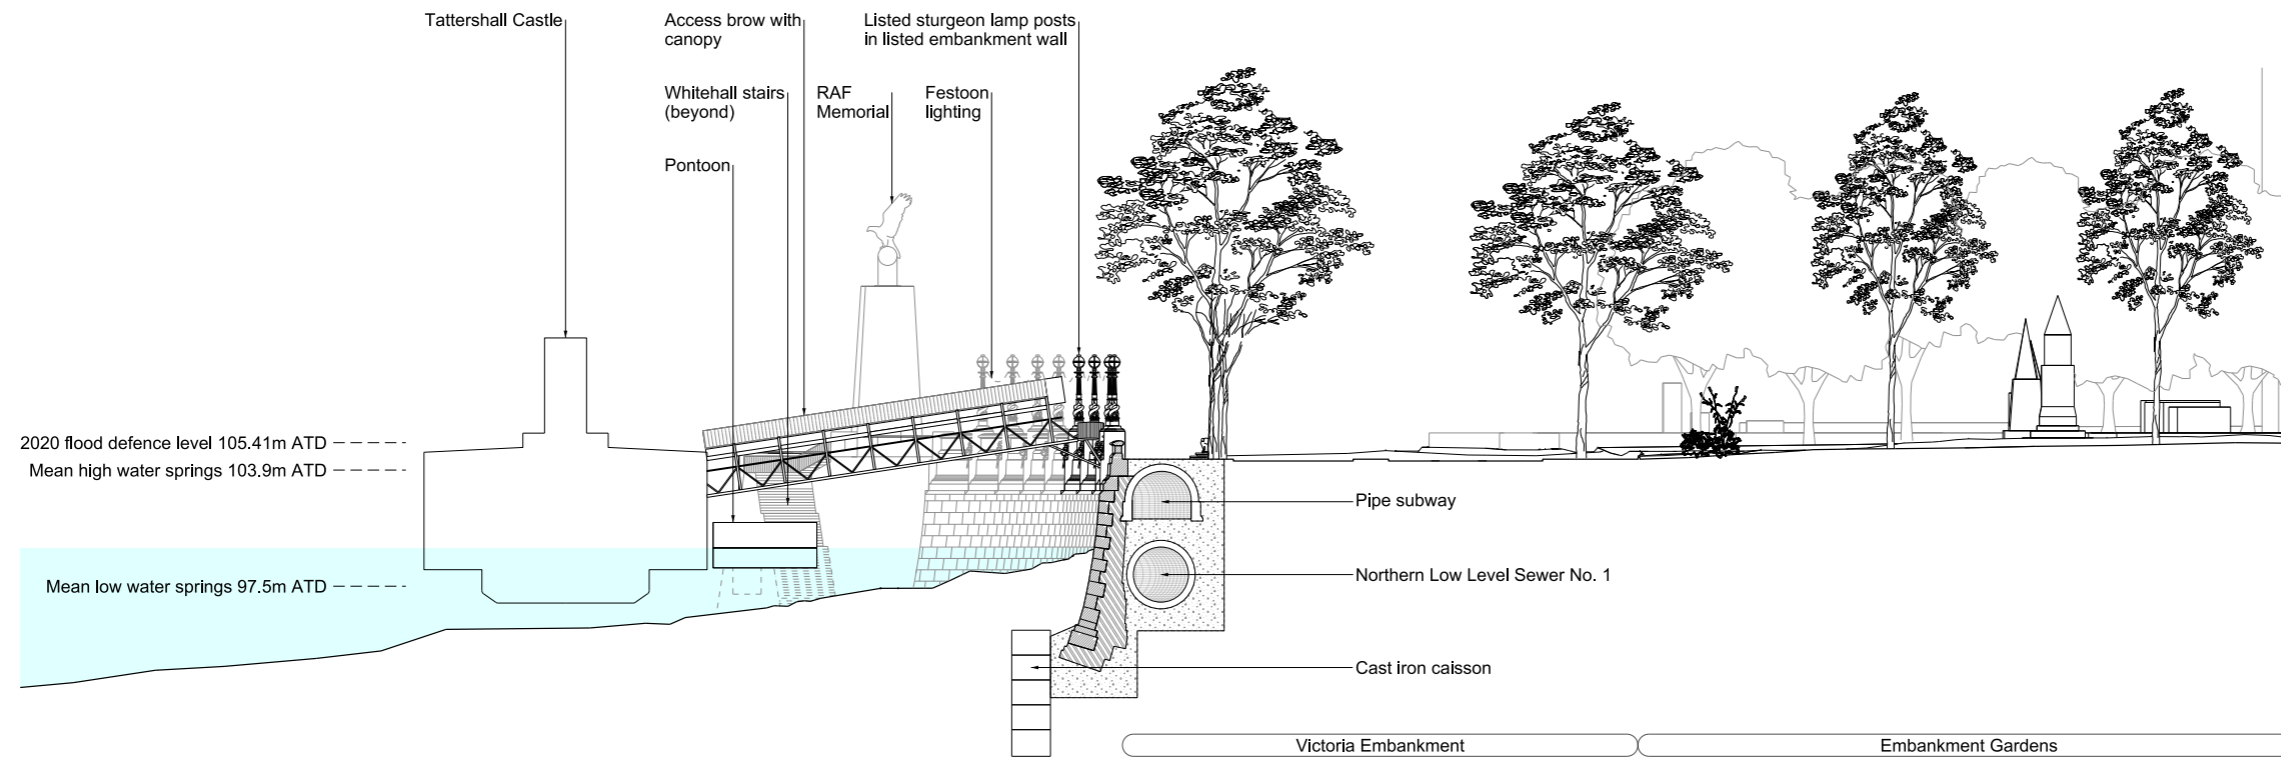 Tattershall Castle
Access brow with
canopy
Listed sturgeon lamp posts
in listed embankment wall
Whitehall stairs
(beyond)
RAF
Memorial
Festoon
lighting
Pontoon
2020 flood defence level 105.41m ATD
Mean high water springs 103.9m ATD
Pipe subway
Northern Low Level Sewer No. 1
Mean low water springs 97.5m ATD
Cast iron caisson
Victoria Embankment
Embankment Gardens